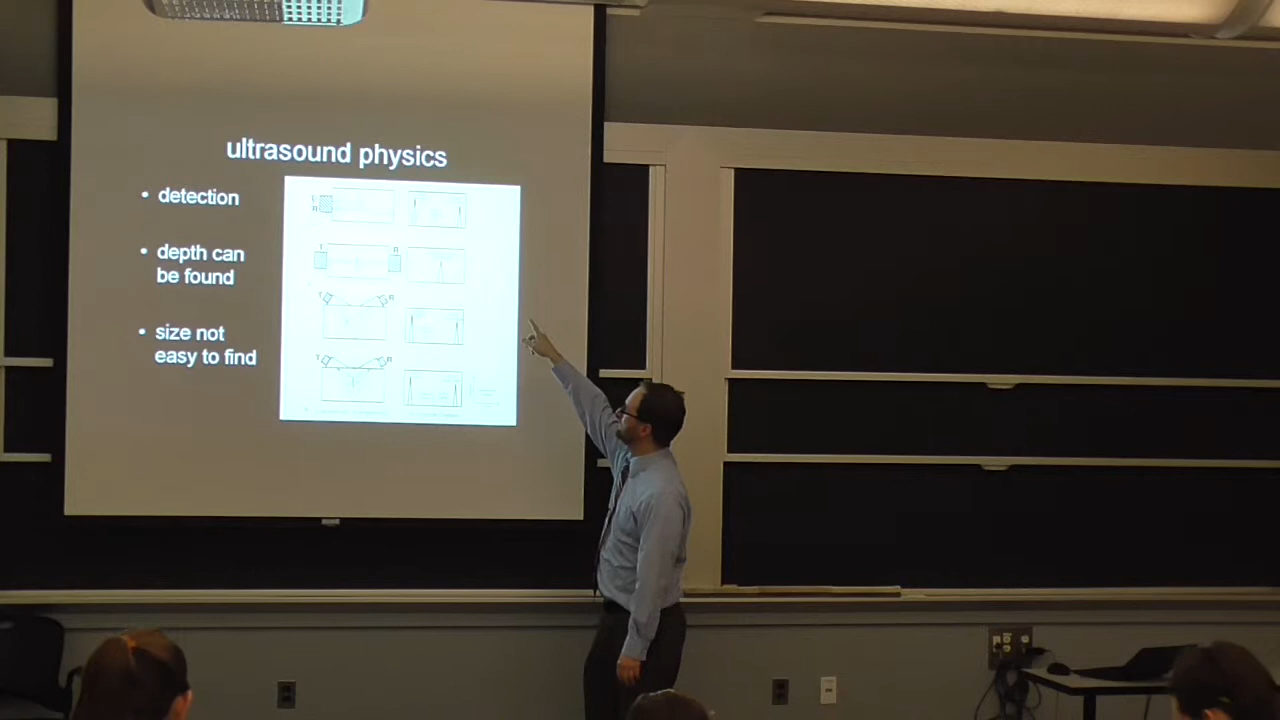 ultrasound physics
• detection
• depth can
be found
• size not
easy to find
T
R
T
R
T
R